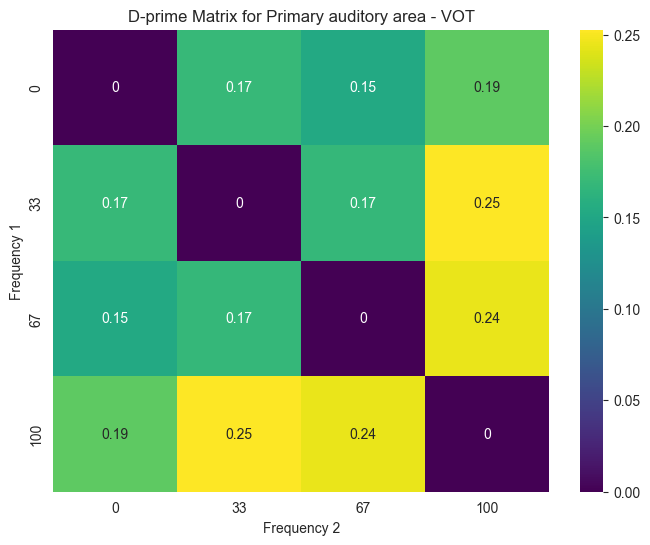 D-prime Matrix for Primary auditory area - VOT
0 0 0.17 0.15 0.19
33 0.17 0 0.17 0.25
67 0.15 0.17 0 0.24
100 0.19 0.25 0.24 0
0 33 67 100
Frequency 1
Frequency 2
0.25
0.20
0.15
0.10
0.05
0.00